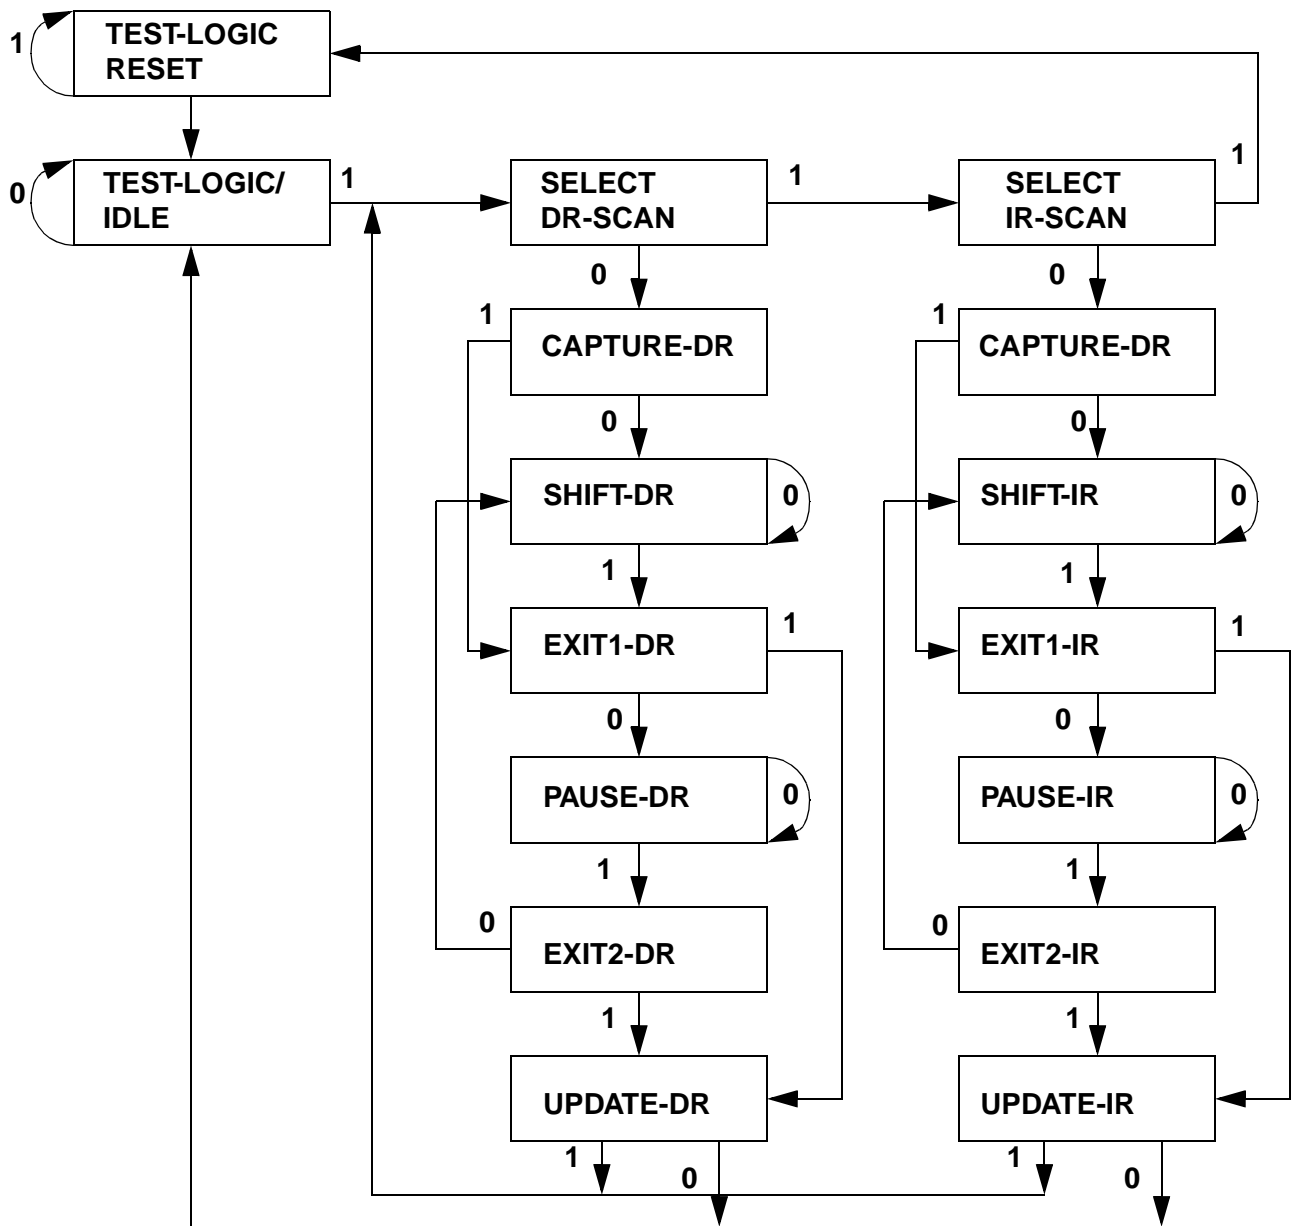 1
TEST-LOGIC
RESET
0
TEST-LOGIC/
IDLE
1
SELECT
DR-SCAN
1
SELECT
IR-SCAN
1
0
0
1
CAPTURE-DR
1
CAPTURE-DR
0
0
SHIFT-DR
0
SHIFT-IR
0
1
1
EXIT1-DR
1
EXIT1-IR
1
0
0
PAUSE-DR
0
PAUSE-IR
0
1
1
0
EXIT2-DR
0
EXIT2-IR
1
1
UPDATE-DR
UPDATE-IR
1
0
1
0